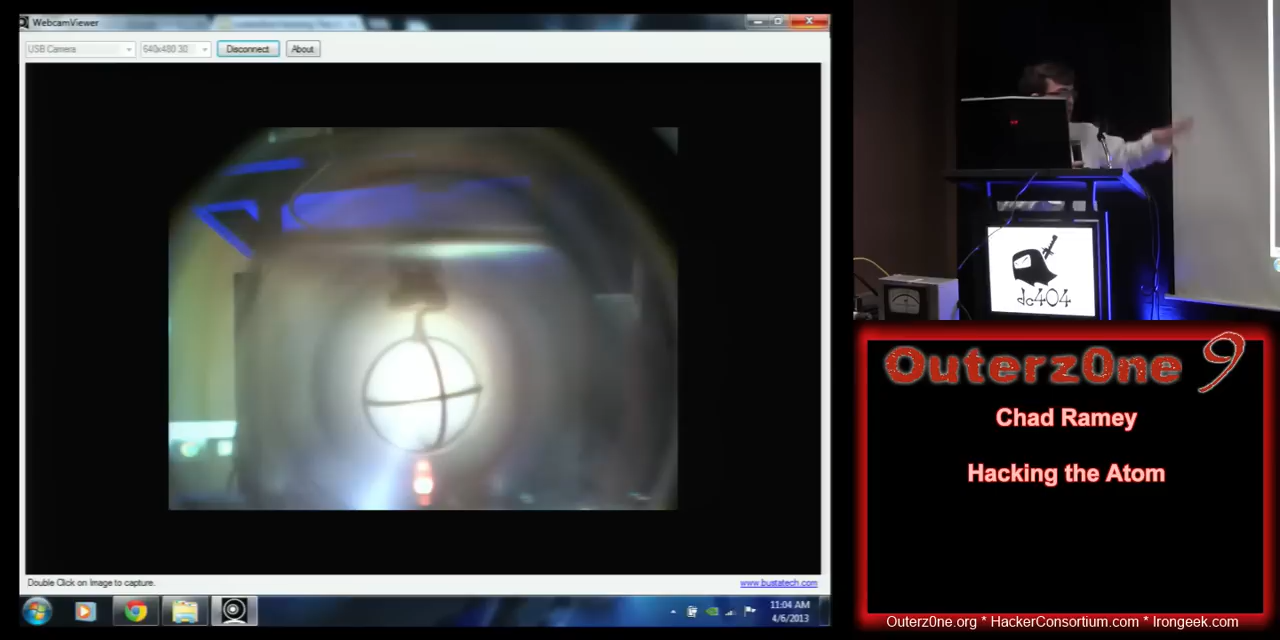 WebcamViewer
USB Camera
640x480 30
Disconnect
About
Double Click on Image to capture.
www.bustatech.com
11:04 AM
4/6/2013
dc404
Outerz0ne 9
Chad Ramey
Hacking the Atom
Outerz0ne.org * HackerConsortium.com * Irongeek.com